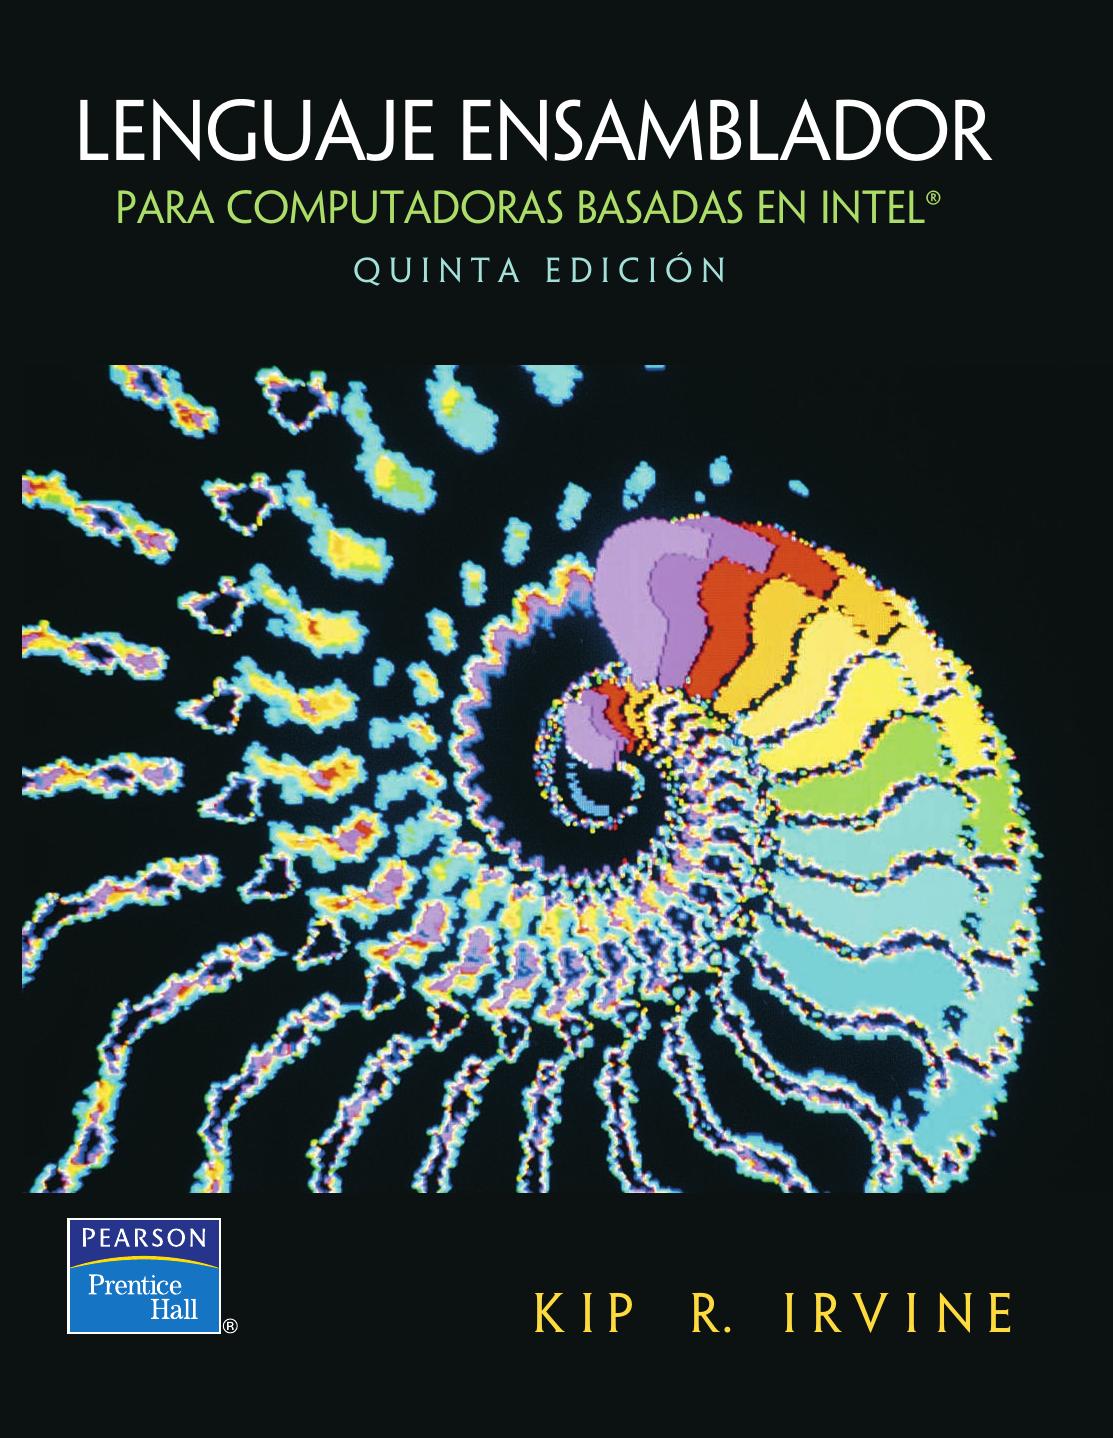 LENGUAJE ENSAMBLADOR
PARA COMPUTADORAS BASADAS EN INTEL®
QUINTA EDICIÓN
PEARSON
Prentice
Hall
®
KIP R. IRVINE